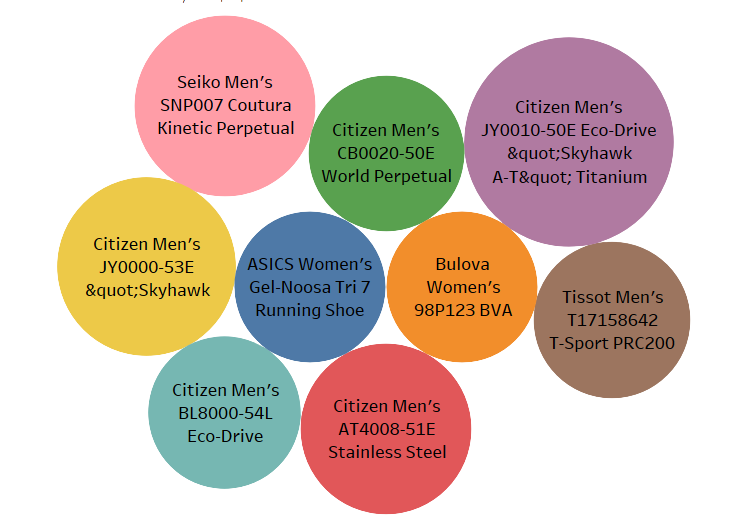 Seiko Men's
SNP007 Coutura
Kinetic Perpetual
Citizen Men's
CB0020-50E
World Perpetual
Citizen Men's
JY0010-50E Eco-Drive
&quot;Skyhawk
A-T&quot; Titanium
Citizen Men's
JY0000-53E
&quot;Skyhawk
ASICS Women's
Gel-Noosa Tri 7
Running Shoe
Bulova
Women's
98P123 BVA
Tissot Men's
T17158642
T-Sport PRC200
Citizen Men's
BL8000-54L
Eco-Drive
Citizen Men's
AT4008-51E
Stainless Steel